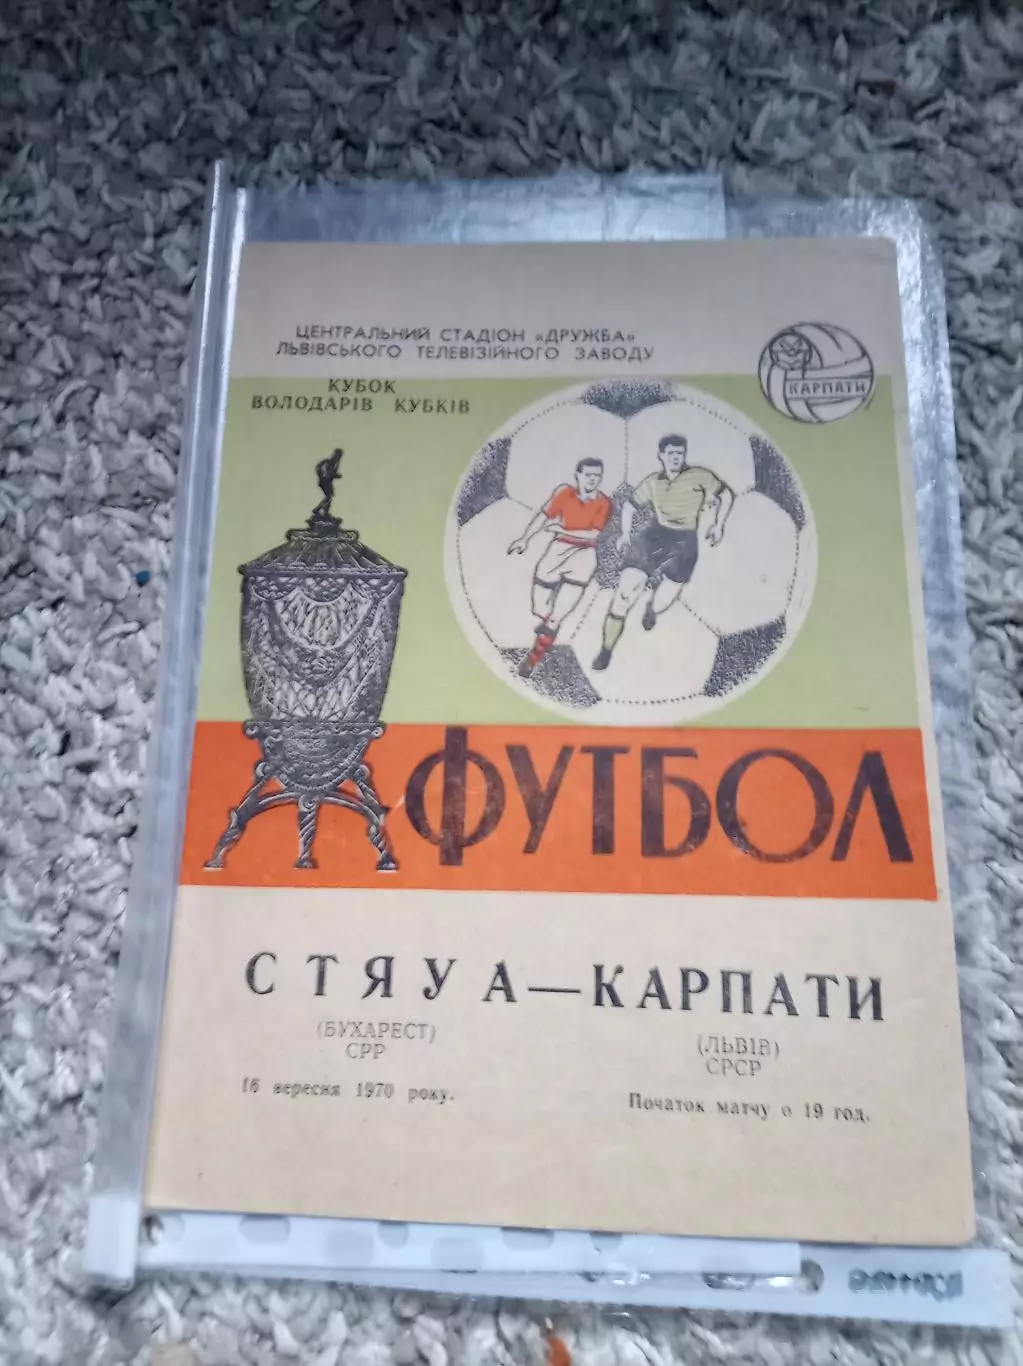 ЦЕНТРАЛЬНИЙ СТАДІОН «ДРУЖБА»
ЛЬВІВСЬКОГО ТЕЛЕВІЗІЙНОГО ЗАВОДУ
КУБОК
ВОЛОДАРІВ КУБКІВ
КАРПАТИ
ФУТБОЛ
СТЯУА — КАРПАТИ
(БУХАРЕСТ)
СРР
(ЛЬВІВ)
СРСР
16 вересня 1970 року.
Початок матчу о 19 год.